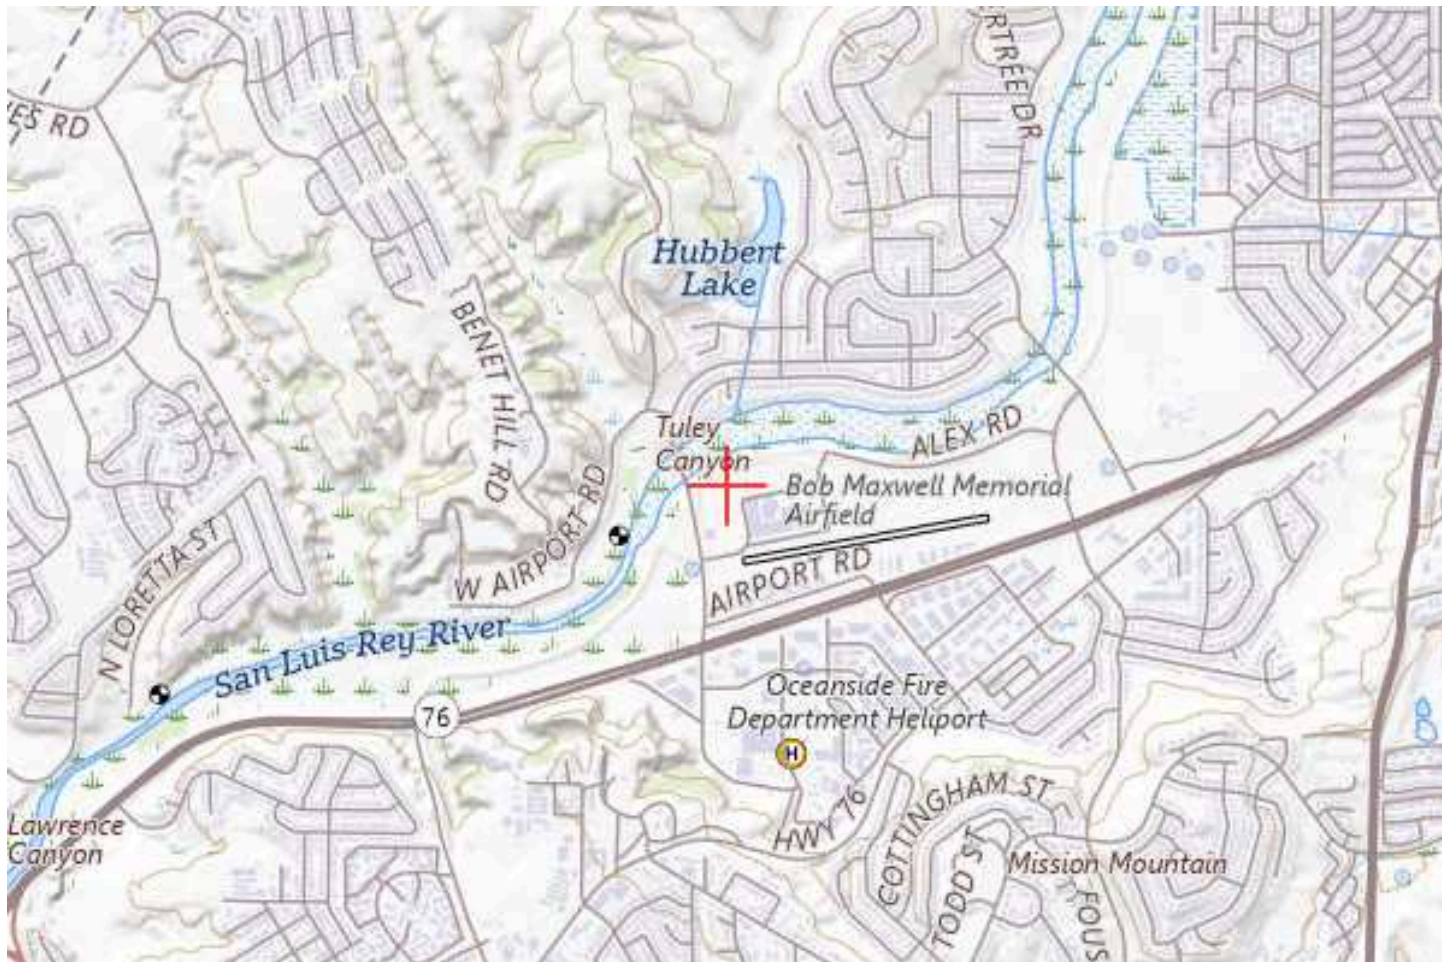 ES RD
RTREE DR
Hubbert
Lake
BENET HILL RD
Tuley
Canyon
ALEX RD
Bob Maxwell Memorial
Airfield
W AIRPORT RD
AIRPORT RD
N LORETTA ST
San Luis Rey River
76
Oceanside Fire
Department Heliport
H
HWY 76
COTTINGHAM ST
TODD ST
Mission Mountain
FOUS
Lawrence
Canyon